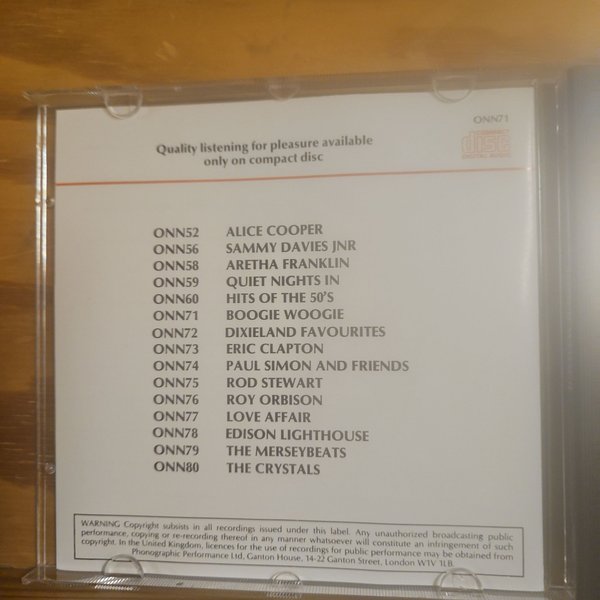 ONN71
COMPACT
disc
DIGITAL AUDIO
Quality listening for pleasure available
only on compact disc
ONN52 ALICE COOPER
ONN56 SAMMY DAVIES JNR
ONN58 ARETHA FRANKLIN
ONN59 QUIET NIGHTS IN
ONN60 HITS OF THE 50'S
ONN71 BOOGIE WOOGIE
ONN72 DIXIELAND FAVOURITES
ONN73 ERIC CLAPTON
ONN74 PAUL SIMON AND FRIENDS
ONN75 ROD STEWART
ONN76 ROY ORBISON
ONN77 LOVE AFFAIR
ONN78 EDISON LIGHTHOUSE
ONN79 THE MERSEYBEATS
ONN80 THE CRYSTALS
WARNING Copyright subsists in all recordings issued under this label. Any unauthorized broadcasting public
performance, copying or re-recording thereof in any manner whatsoever will constitute an infringement of such
copyright. In the United Kingdom, licences for the use of recordings for public performance may be obtained from
Phonographic Performance Ltd, Ganton House, 14-22 Ganton Street, London WTV 1LB